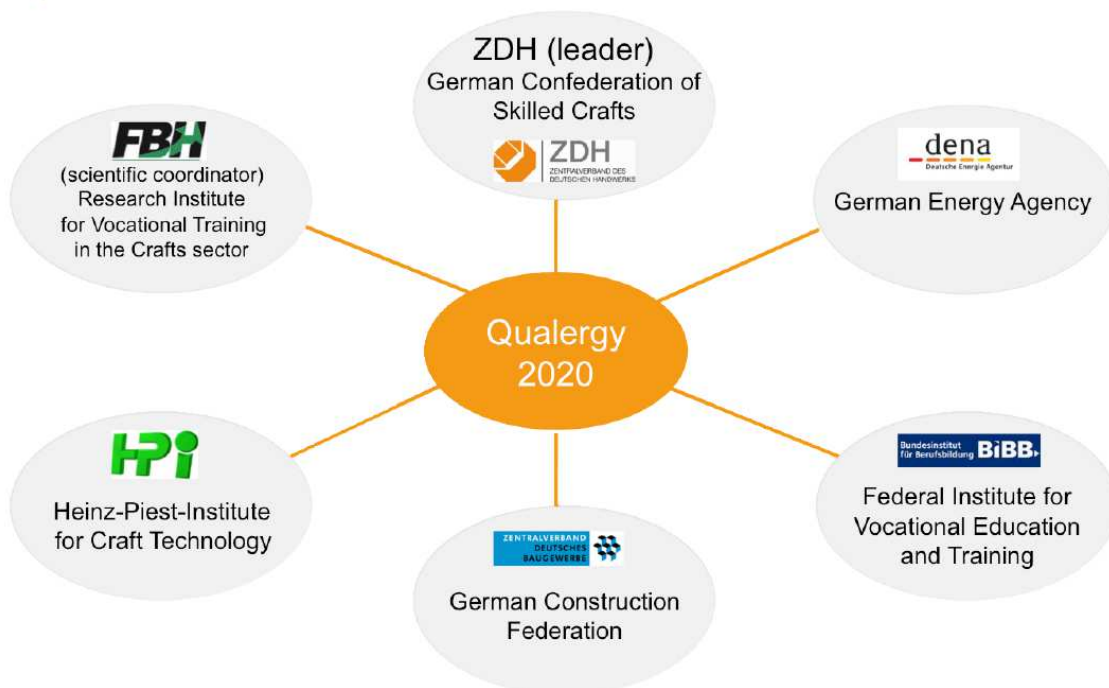 ZDH (leader)
German Confederation of
Skilled Crafts
ZDH
ZENTRALVERBAND DES
DEUTSCHEN HANDWERKS
FBH
(scientific coordinator)
Research Institute
for Vocational Training
in the Crafts sector
dena
Deutsche Energie Agentur
German Energy Agency
Qualergy
2020
HPi
Heinz-Piest-Institute
for Craft Technology
ZENTRALVERBAND
DEUTSCHES
BAUGEWERBE
German Construction
Federation
Bundesinstitut
für Berufsbildung BiBB
Federal Institute for
Vocational Education
and Training